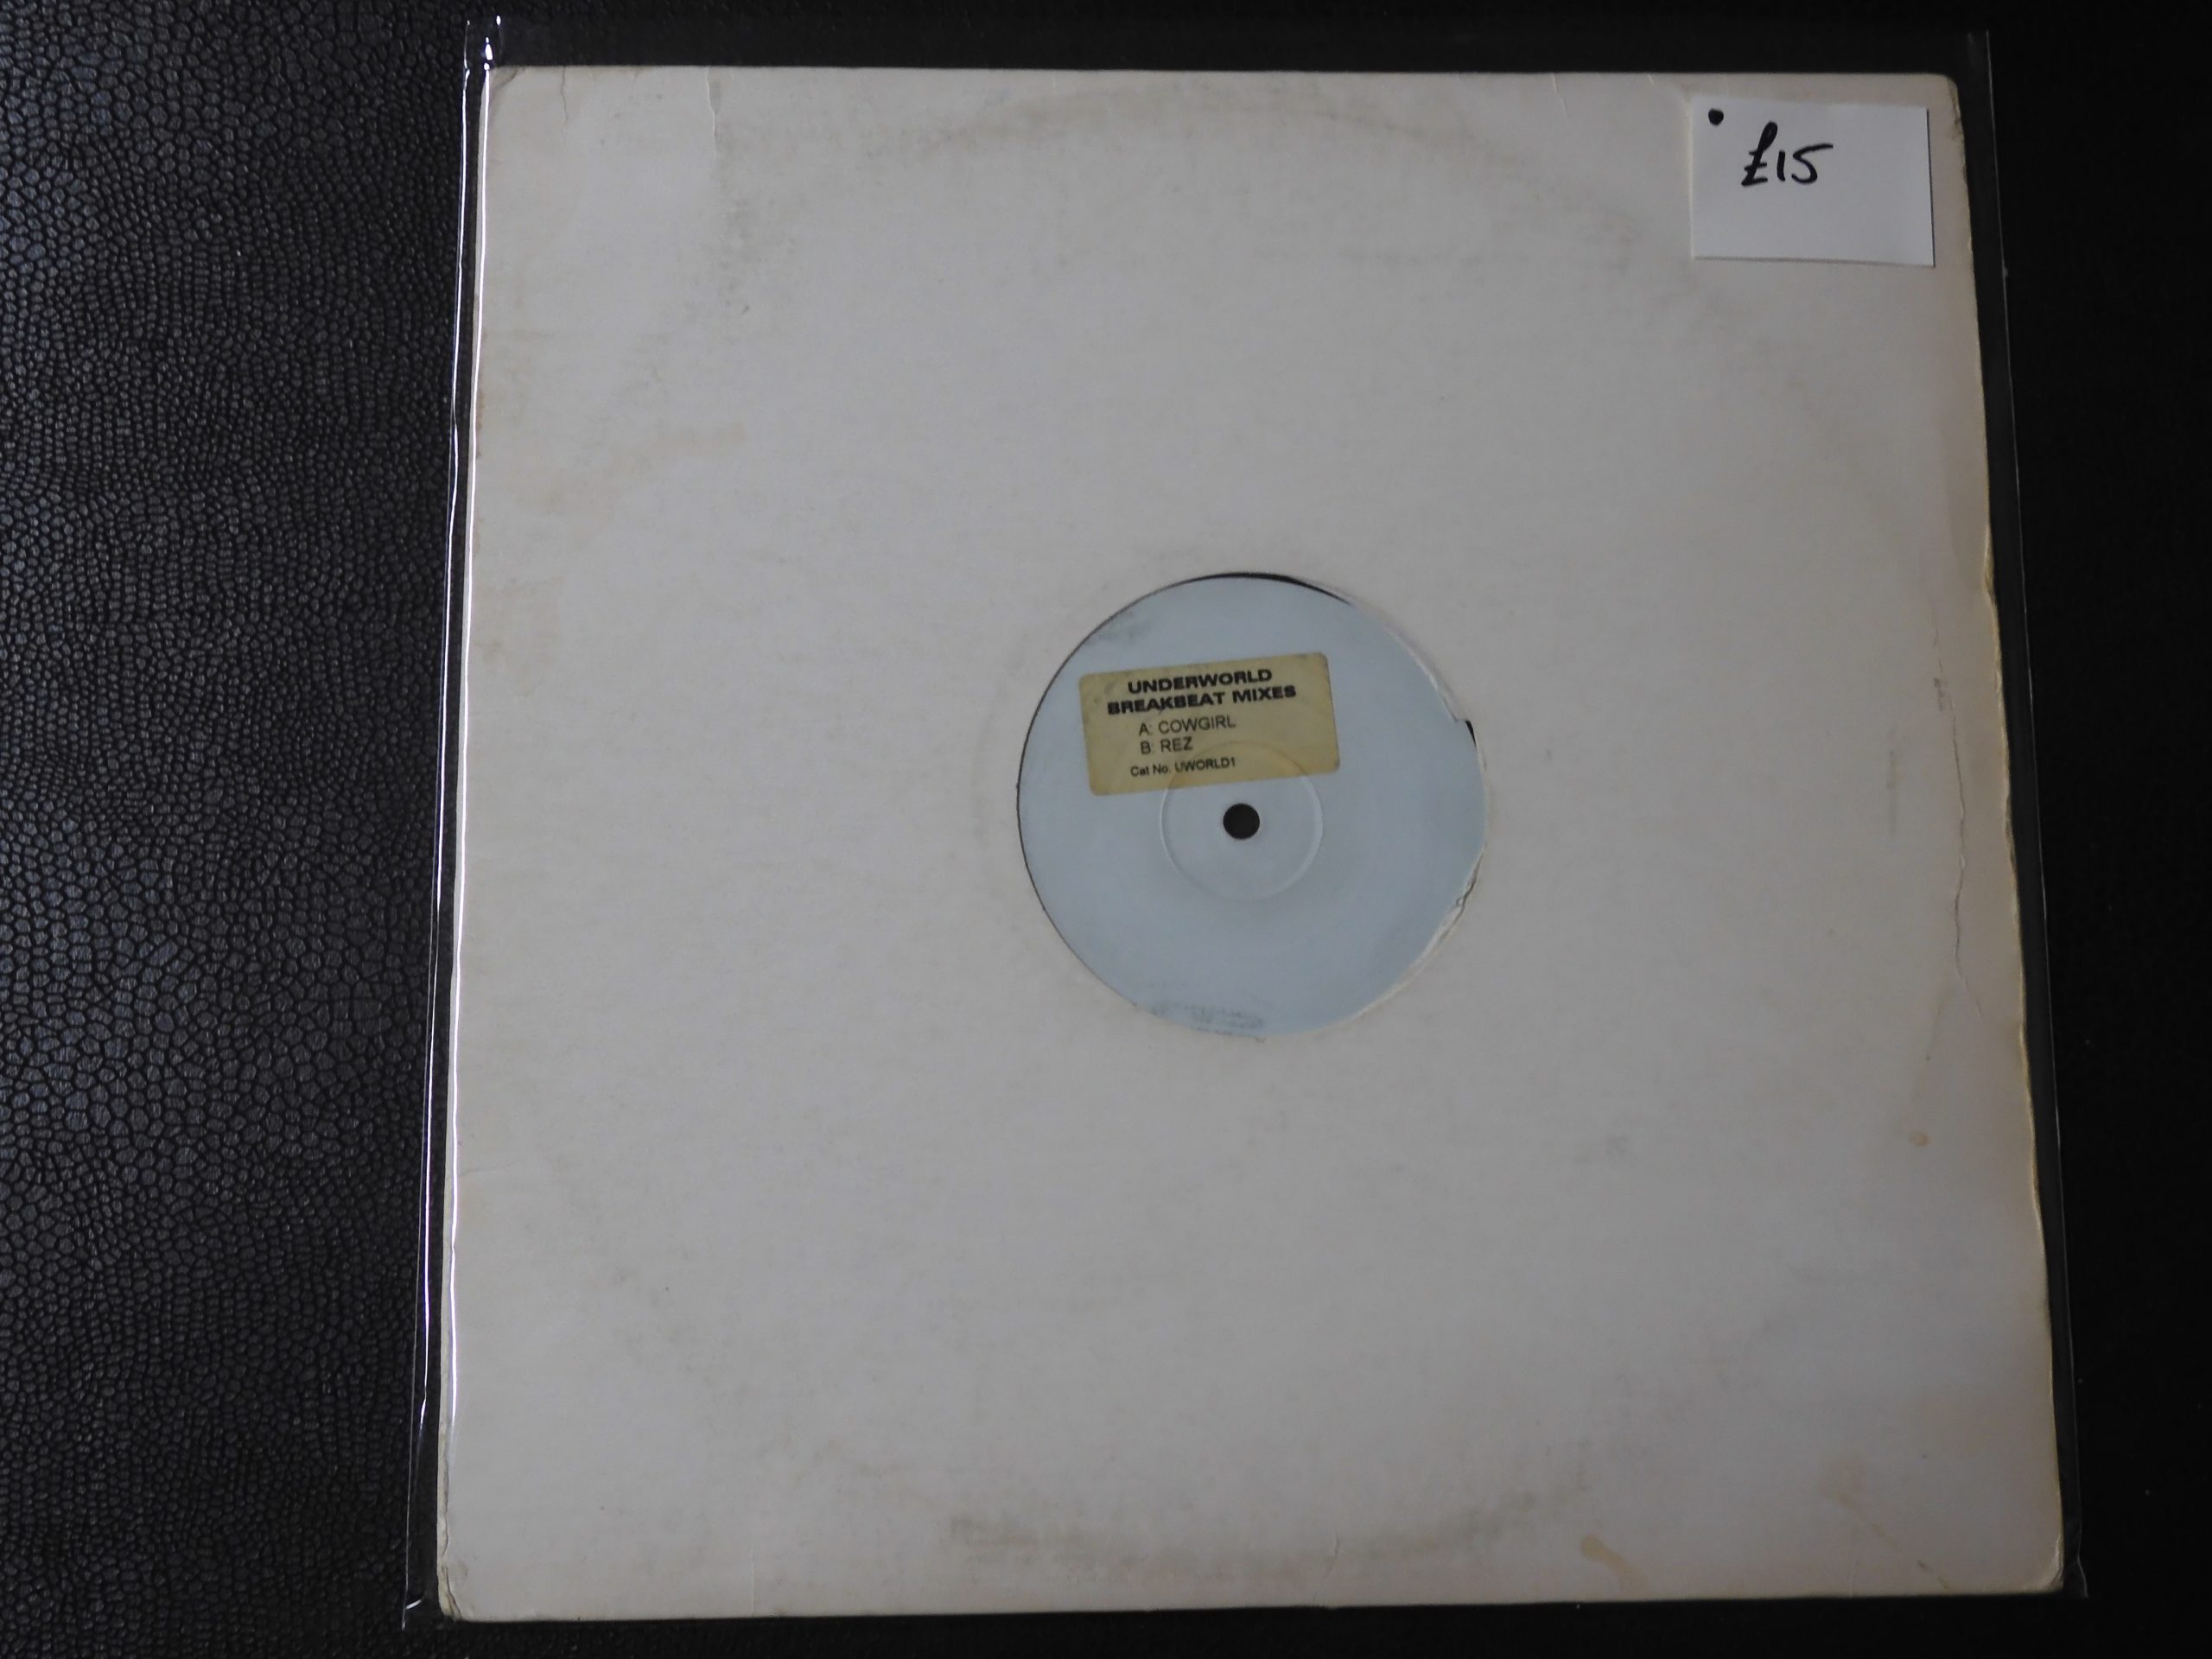 £15
UNDERWORLD
BREAKBEAT MIXES
A: COWGIRL
B: REZ
Cat No. UWORLD1